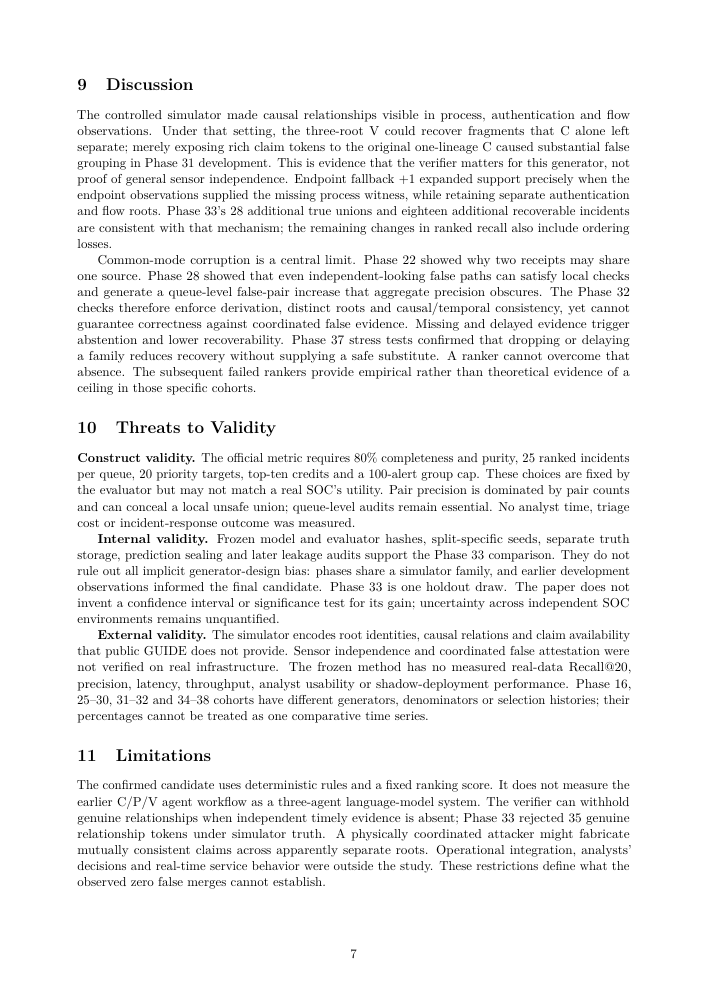 9 Discussion
The controlled simulator made causal relationships visible in process, authentication and flow
observations. Under that setting, the three-root V could recover fragments that C alone left
separate; merely exposing rich claim tokens to the original one-lineage C caused substantial false
grouping in Phase 31 development. This is evidence that the verifier matters for this generator, not
proof of general sensor independence. Endpoint fallback +1 expanded support precisely when the
endpoint observations supplied the missing process witness, while retaining separate authentication
and flow roots. Phase 33's 28 additional true unions and eighteen additional recoverable incidents
are consistent with that mechanism; the remaining changes in ranked recall also include ordering
losses.
Common-mode corruption is a central limit. Phase 22 showed why two receipts may share
one source. Phase 28 showed that even independent-looking false paths can satisfy local checks
and generate a queue-level false-pair increase that aggregate precision obscures. The Phase 32
checks therefore enforce derivation, distinct roots and causal/temporal consistency, yet cannot
guarantee correctness against coordinated false evidence. Missing and delayed evidence trigger
abstention and lower recoverability. Phase 37 stress tests confirmed that dropping or delaying
a family reduces recovery without supplying a safe substitute. A ranker cannot overcome that
absence. The subsequent failed rankers provide empirical rather than theoretical evidence of a
ceiling in those specific cohorts.
10 Threats to Validity
Construct validity. The official metric requires 80% completeness and purity, 25 ranked incidents
per queue, 20 priority targets, top-ten credits and a 100-alert group cap. These choices are fixed by
the evaluator but may not match a real SOC's utility. Pair precision is dominated by pair counts
and can conceal a local unsafe union; queue-level audits remain essential. No analyst time, triage
cost or incident-response outcome was measured.
Internal validity. Frozen model and evaluator hashes, split-specific seeds, separate truth
storage, prediction sealing and later leakage audits support the Phase 33 comparison. They do not
rule out all implicit generator-design bias: phases share a simulator family, and earlier development
observations informed the final candidate. Phase 33 is one holdout draw. The paper does not
invent a confidence interval or significance test for its gain; uncertainty across independent SOC
environments remains unquantified.
External validity. The simulator encodes root identities, causal relations and claim availability
that public GUIDE does not provide. Sensor independence and coordinated false attestation were
not verified on real infrastructure. The frozen method has no measured real-data Recall@20,
precision, latency, throughput, analyst usability or shadow-deployment performance. Phase 16,
25–30, 31–32 and 34–38 cohorts have different generators, denominators or selection histories; their
percentages cannot be treated as one comparative time series.
11 Limitations
The confirmed candidate uses deterministic rules and a fixed ranking score. It does not measure the
earlier C/P/V agent workflow as a three-agent language-model system. The verifier can withhold
genuine relationships when independent timely evidence is absent; Phase 33 rejected 35 genuine
relationship tokens under simulator truth. A physically coordinated attacker might fabricate
mutually consistent claims across apparently separate roots. Operational integration, analysts'
decisions and real-time service behavior were outside the study. These restrictions define what the
observed zero false merges cannot establish.
7